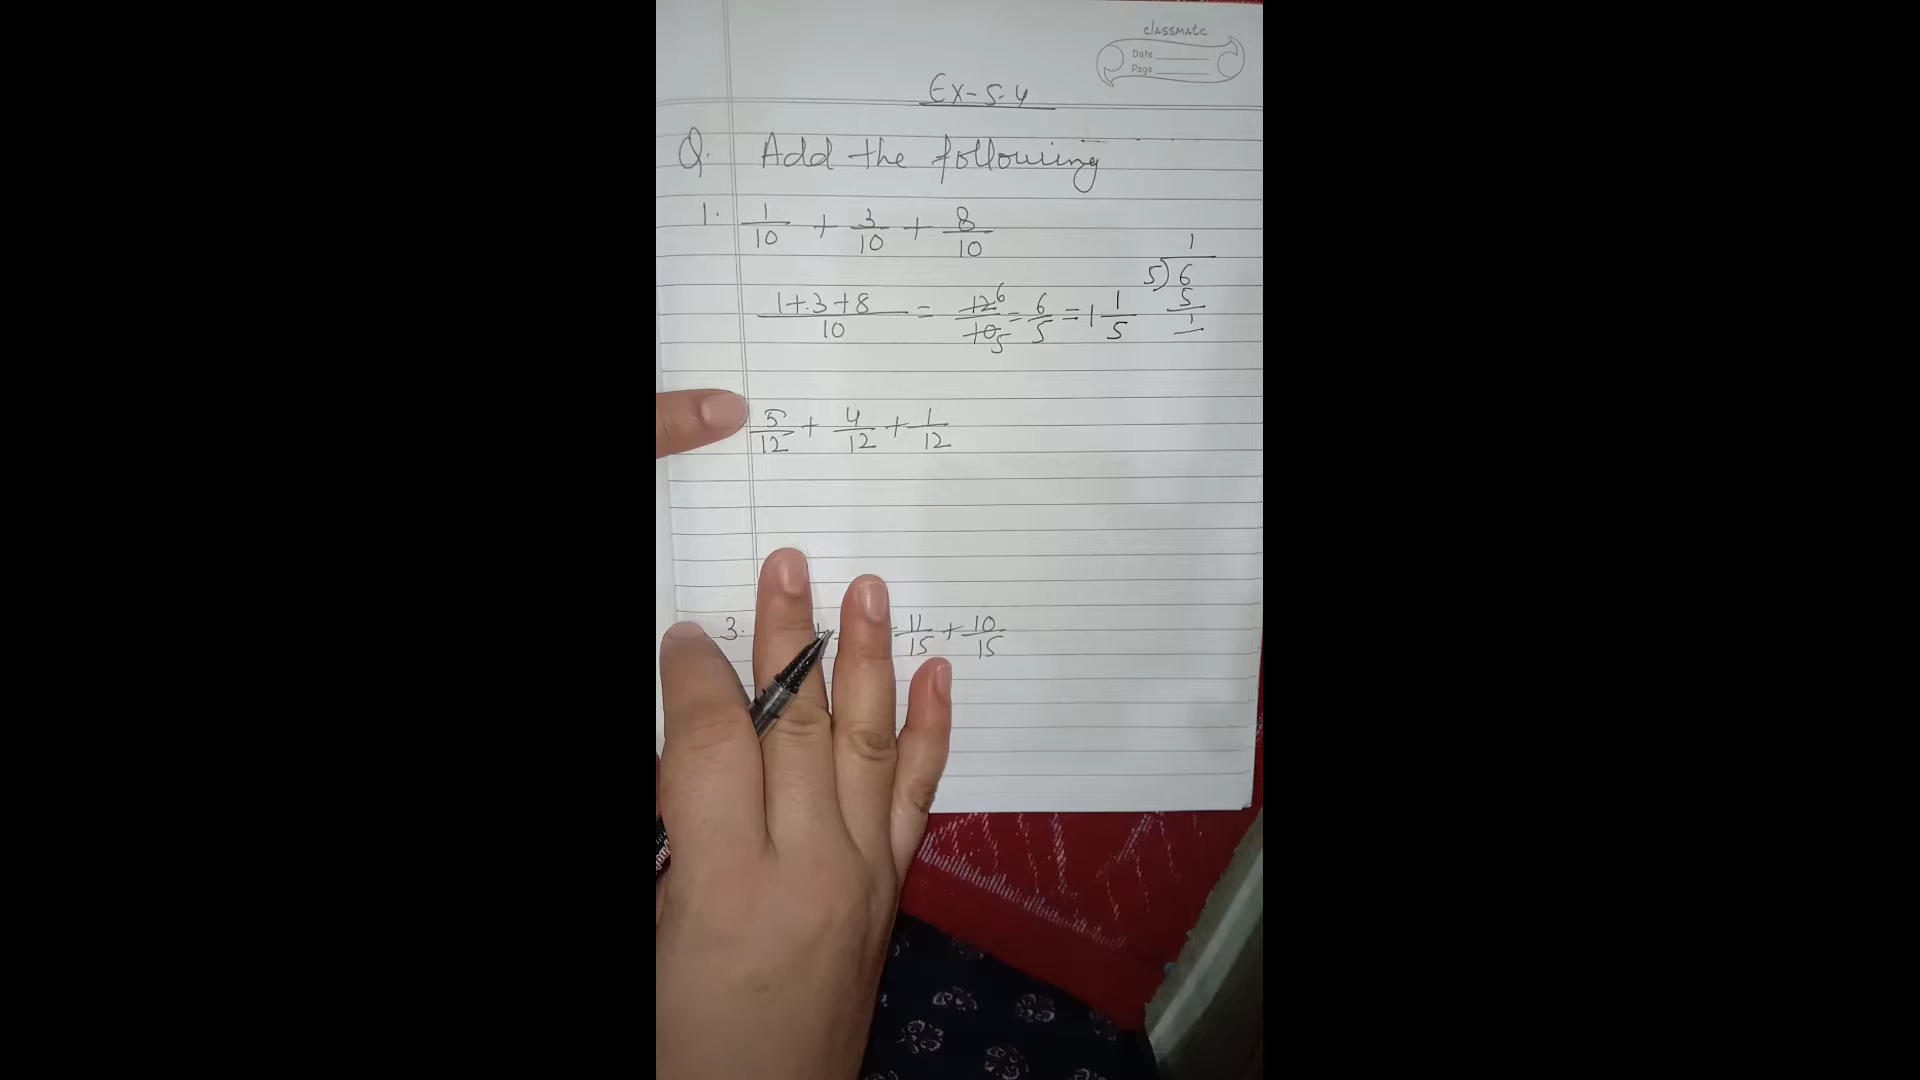 classmate
Date
Page
Ex-5.4
Q. Add the following
1. 1/10 + 3/10 + 8/10
1+3+8/10 = 12/10 6/5 = 6/5 = 1 1/5
5) 6
1
5
1
5/12 + 4/12 + 1/12
3. + 11/15 + 10/15